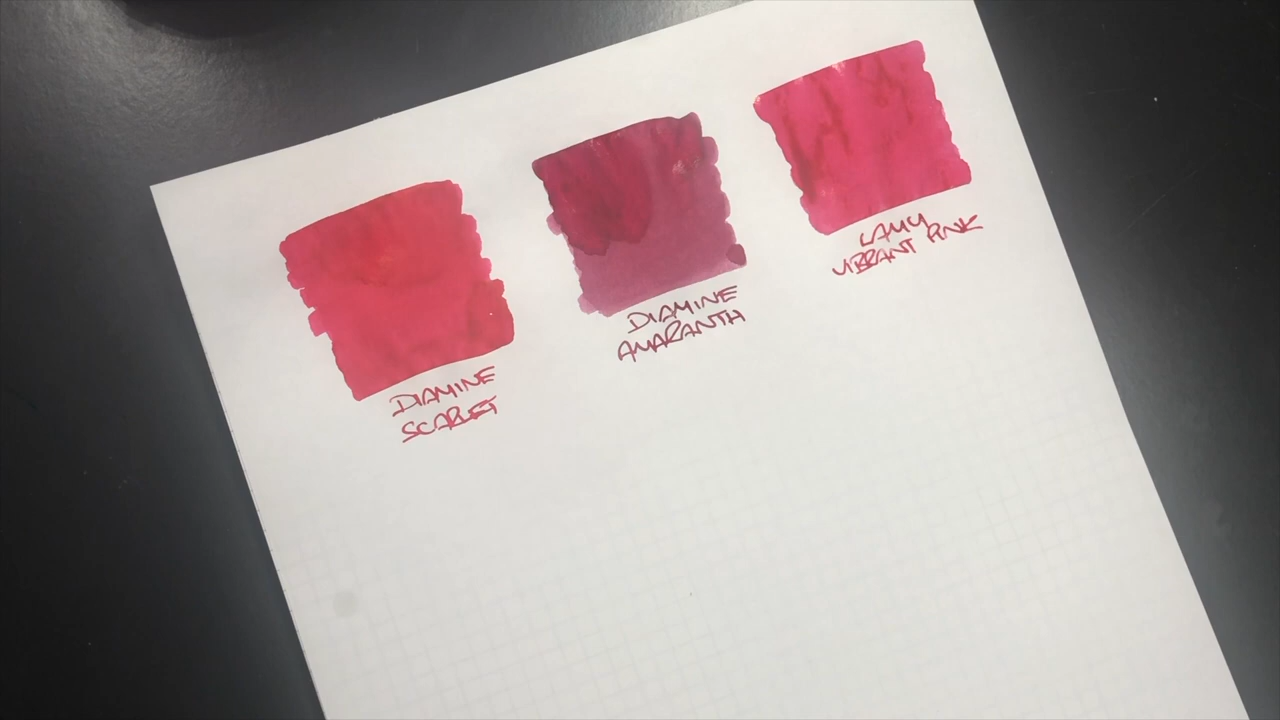 DIAMINE
SCARLET
DIAMINE
AMARANTH
LAMY
VIBRANT PINK